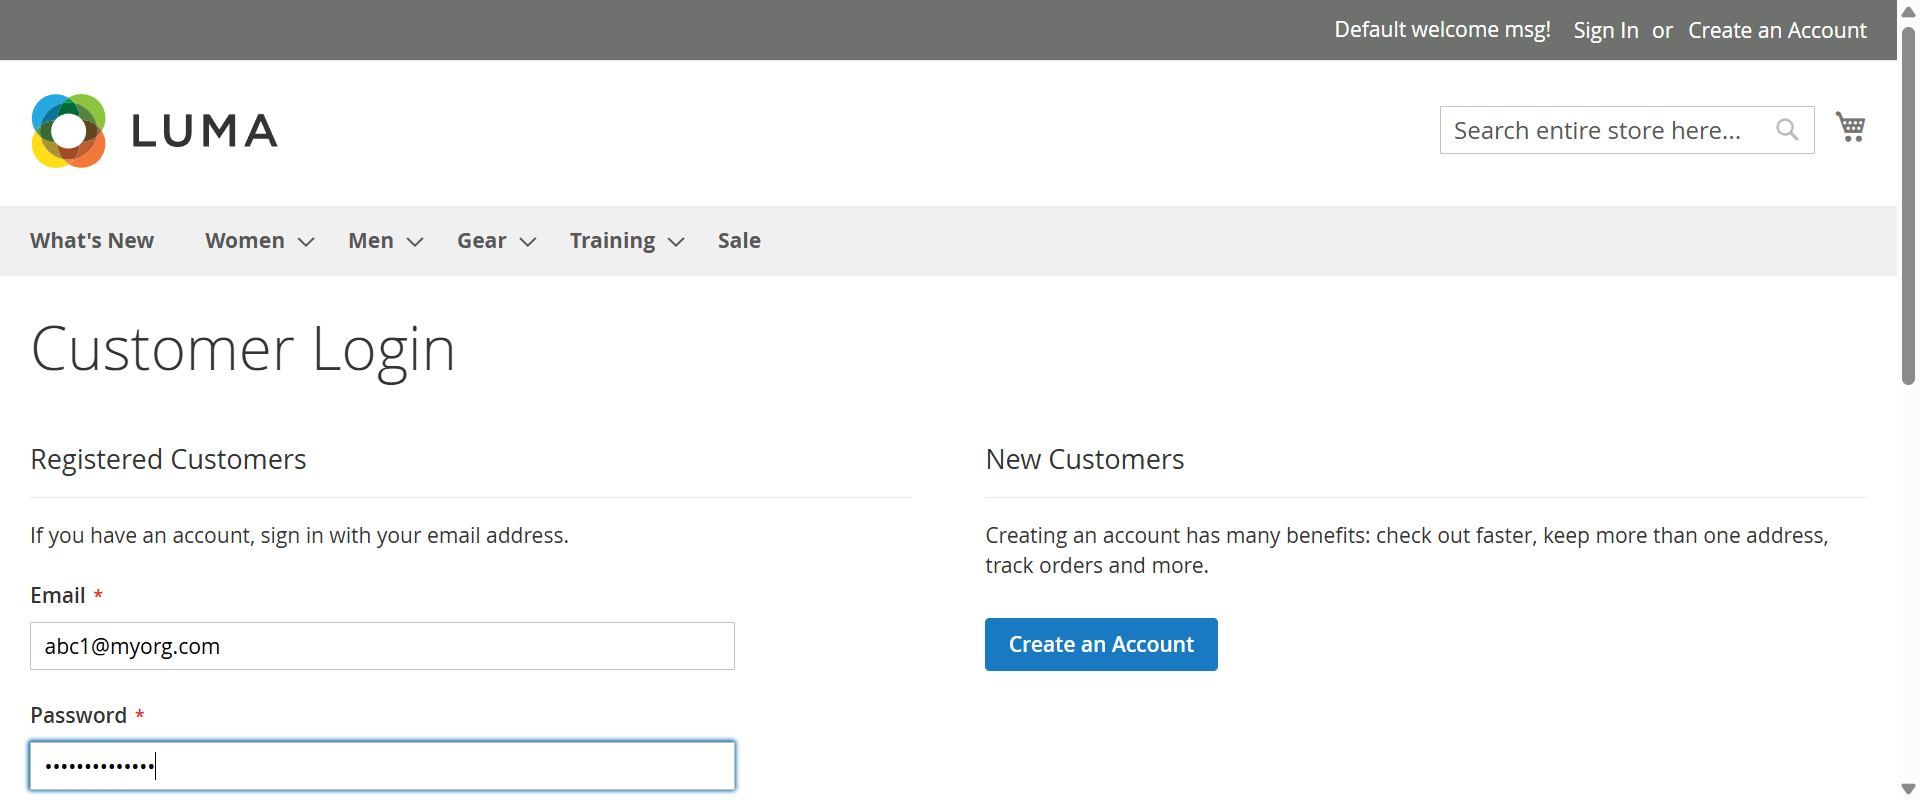 Default welcome msg! Sign In or Create an Account
LUMA
Search entire store here...
What's New Women Men Gear Training Sale
Customer Login
Registered Customers
If you have an account, sign in with your email address.
Email *
abc1@myorg.com
Password *
••••••••••••••
New Customers
Creating an account has many benefits: check out faster, keep more than one address,
track orders and more.
Create an Account